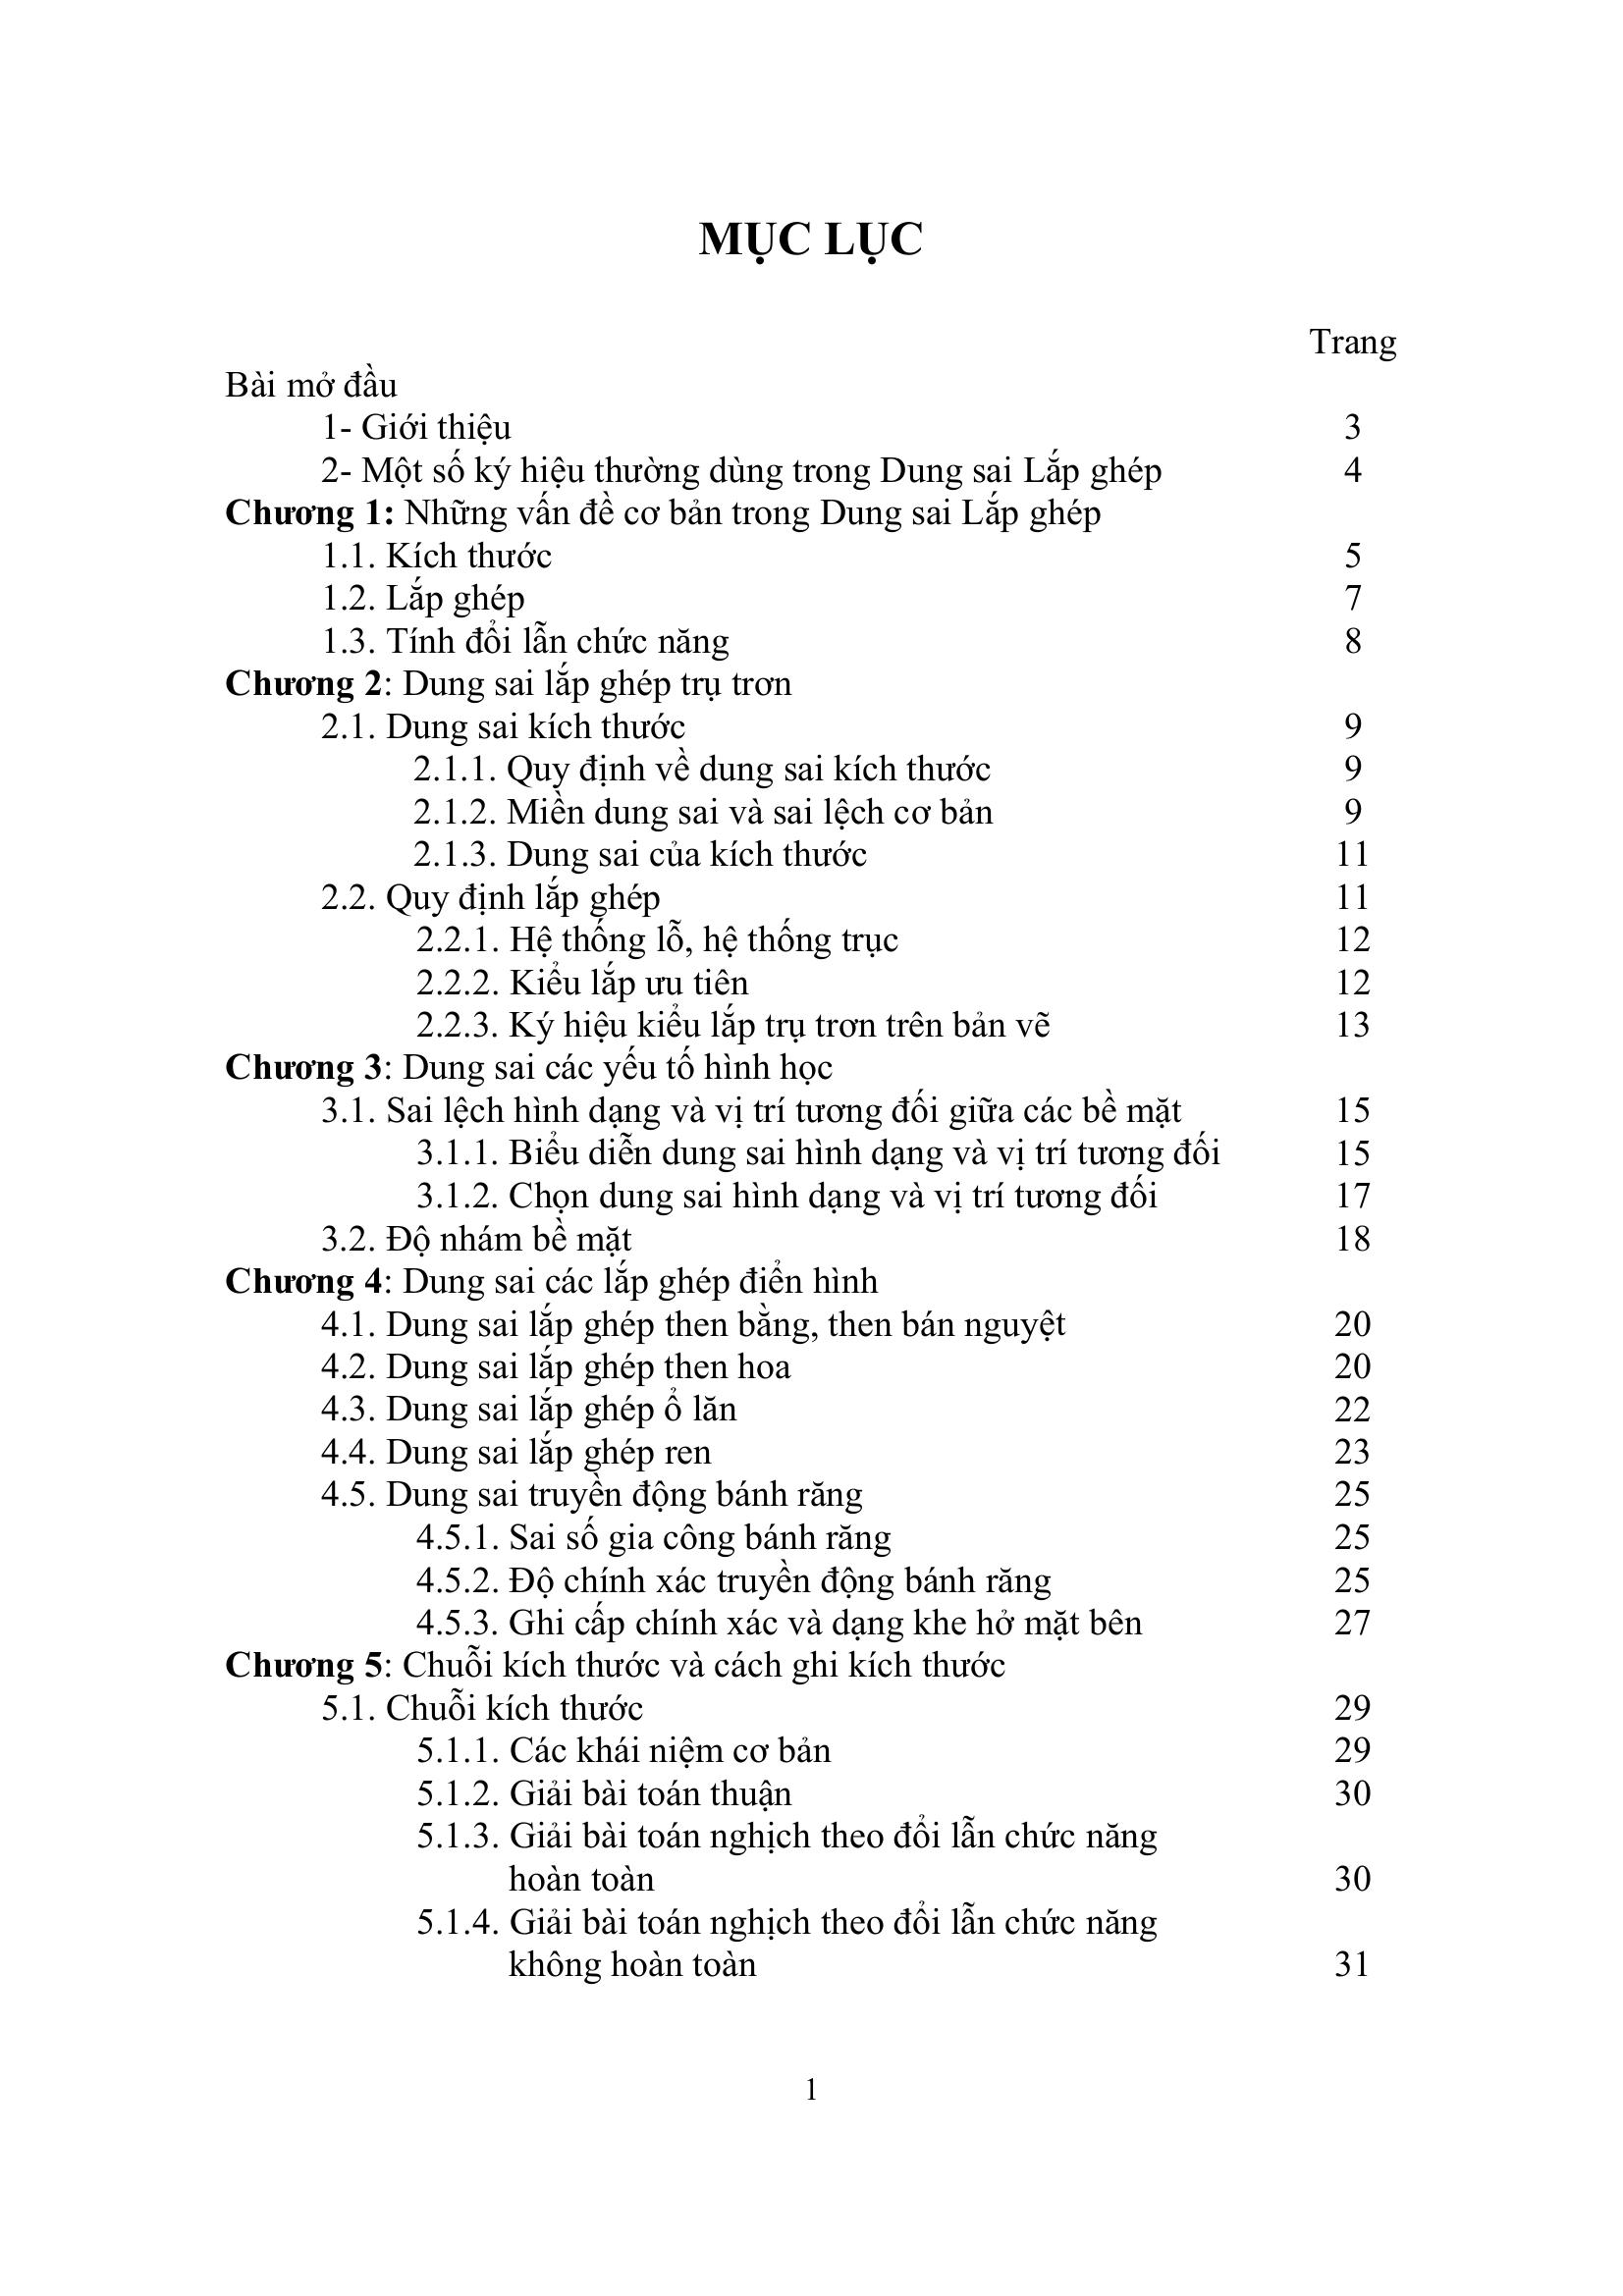 MỤC LỤC
Trang
Bài mở đầu
1- Giới thiệu 3
2- Một số ký hiệu thường dùng trong Dung sai Lắp ghép 4
Chương 1: Những vấn đề cơ bản trong Dung sai Lắp ghép
1.1. Kích thước 5
1.2. Lắp ghép 7
1.3. Tính đổi lẫn chức năng 8
Chương 2: Dung sai lắp ghép trụ trơn
2.1. Dung sai kích thước 9
2.1.1. Quy định về dung sai kích thước 9
2.1.2. Miền dung sai và sai lệch cơ bản 9
2.1.3. Dung sai của kích thước 11
2.2. Quy định lắp ghép 11
2.2.1. Hệ thống lỗ, hệ thống trục 12
2.2.2. Kiểu lắp ưu tiên 12
2.2.3. Ký hiệu kiểu lắp trụ trơn trên bản vẽ 13
Chương 3: Dung sai các yếu tố hình học
3.1. Sai lệch hình dạng và vị trí tương đối giữa các bề mặt 15
3.1.1. Biểu diễn dung sai hình dạng và vị trí tương đối 15
3.1.2. Chọn dung sai hình dạng và vị trí tương đối 17
3.2. Độ nhám bề mặt 18
Chương 4: Dung sai các lắp ghép điển hình
4.1. Dung sai lắp ghép then bằng, then bán nguyệt 20
4.2. Dung sai lắp ghép then hoa 20
4.3. Dung sai lắp ghép ổ lăn 22
4.4. Dung sai lắp ghép ren 23
4.5. Dung sai truyền động bánh răng 25
4.5.1. Sai số gia công bánh răng 25
4.5.2. Độ chính xác truyền động bánh răng 25
4.5.3. Ghi cấp chính xác và dạng khe hở mặt bên 27
Chương 5: Chuỗi kích thước và cách ghi kích thước
5.1. Chuỗi kích thước 29
5.1.1. Các khái niệm cơ bản 29
5.1.2. Giải bài toán thuận 30
5.1.3. Giải bài toán nghịch theo đổi lẫn chức năng
hoàn toàn 30
5.1.4. Giải bài toán nghịch theo đổi lẫn chức năng
không hoàn toàn 31
1